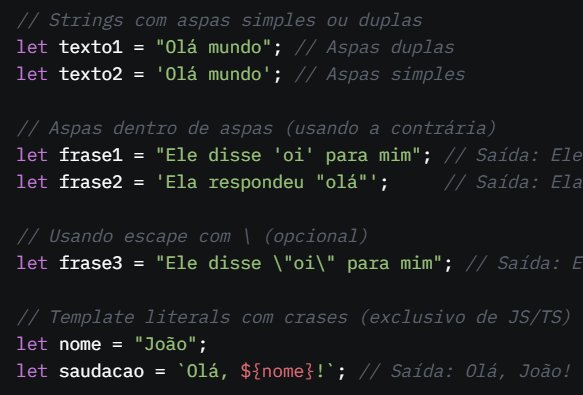 // Strings com aspas simples ou duplas
let texto1 = "Olá mundo"; // Aspas duplas
let texto2 = 'Olá mundo'; // Aspas simples
// Aspas dentro de aspas (usando a contrária)
let frase1 = "Ele disse 'oi' para mim"; // Saída: Ele
let frase2 = 'Ela respondeu "olá"';     // Saída: Ela
// Usando escape com \ (opcional)
let frase3 = "Ele disse \"oi\" para mim"; // Saída: E
// Template literals com crases (exclusivo de JS/TS)
let nome = "João";
let saudacao = `Olá, ${nome}!`; // Saída: Olá, João!